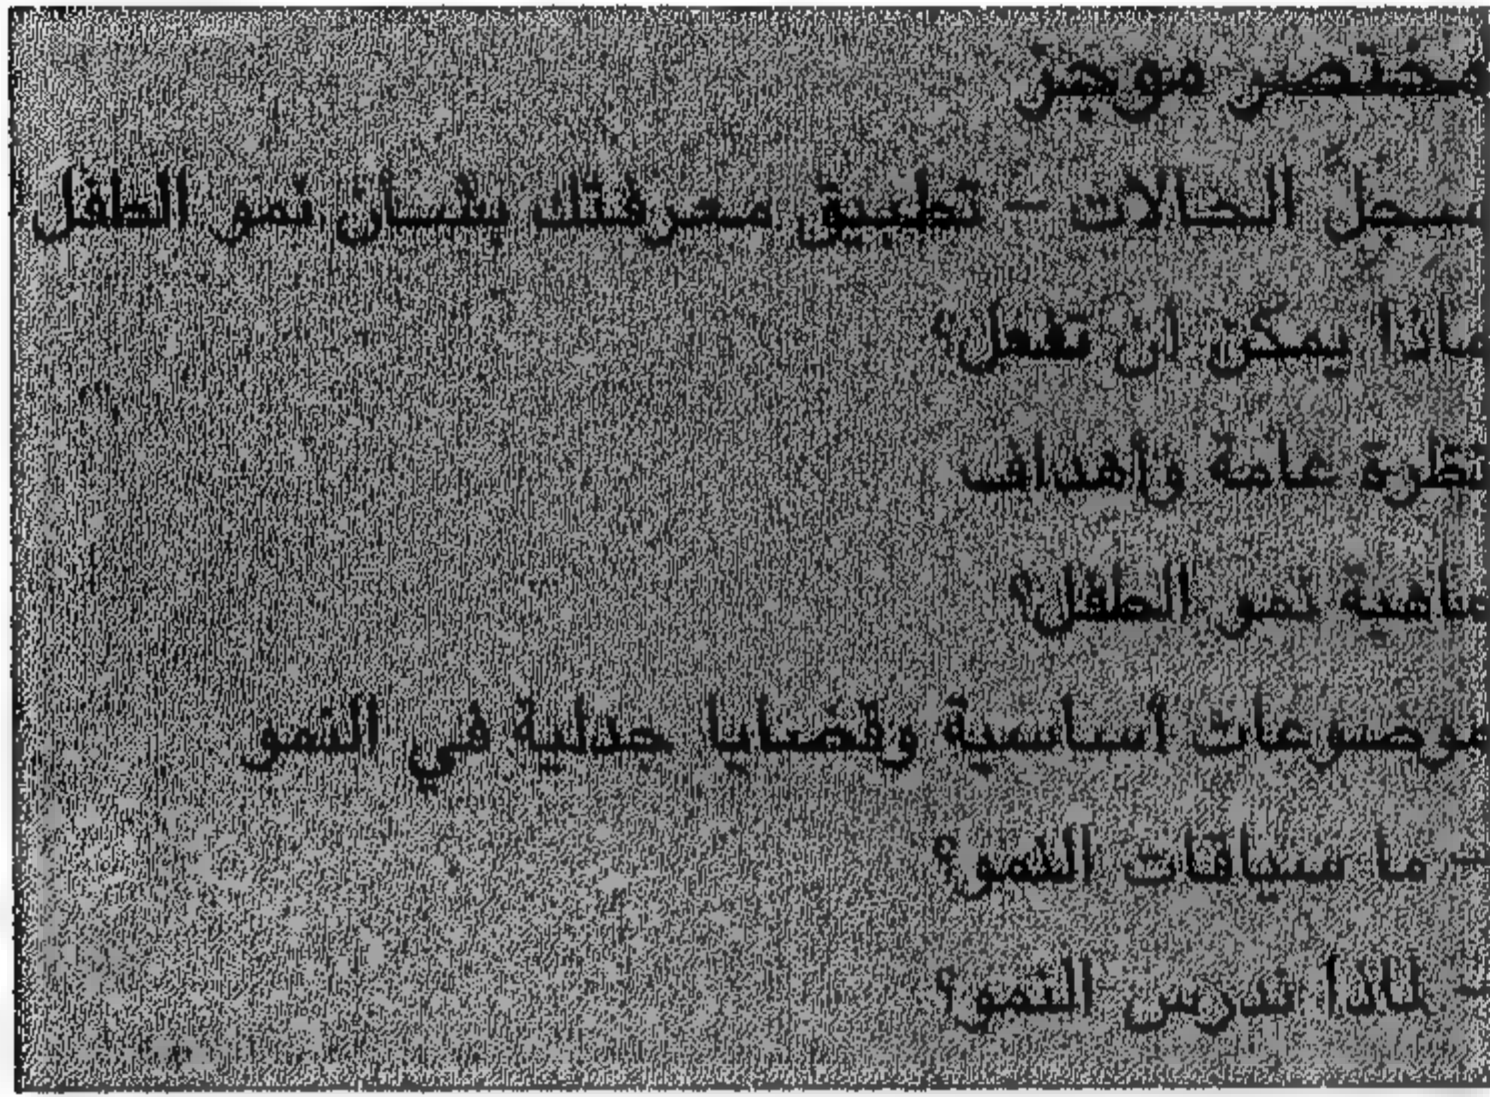 مختصر موجز
سجل الحالات - تطبيق معرفتك بشأن نمو الطفل
ماذا يمكن أن تفعل؟
نظرة عامة وأهداف
ماهية نمو الطفل؟
موضوعات أساسية وقضايا جدلية في النمو
- ما سياقات النمو؟
- لماذا ندرس النمو؟